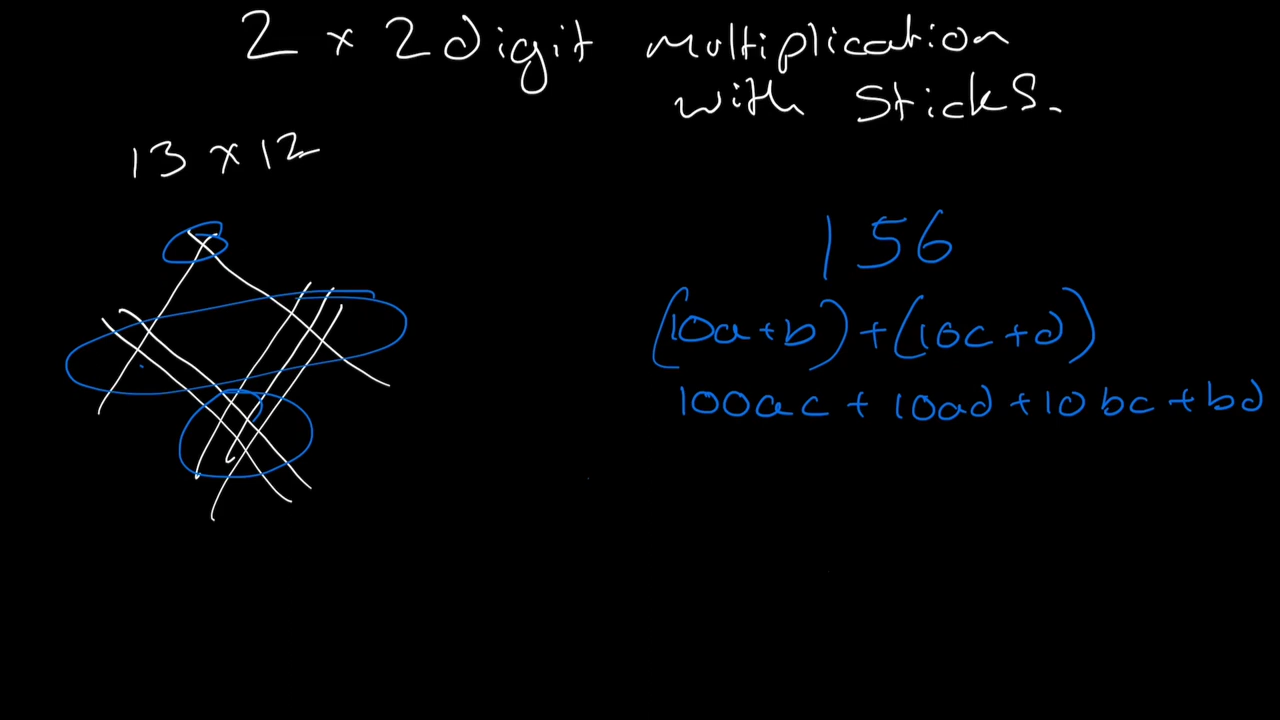 2 × 2 digit multiplication
with sticks.
13 × 12
156
(10a+b)+(10c+d)
100ac + 10ad + 10bc + bd